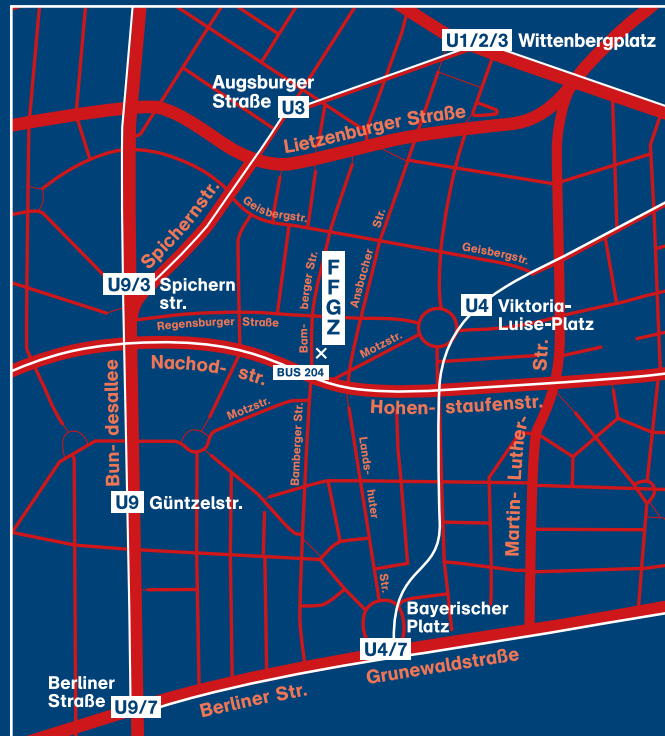 U1/2/3 Wittenbergplatz
Augsburger
Straße U3
Lietzenburger Straße
Spichernstr.
Geisbergstr.
Ansbacher Str.
Geisbergstr.
FFGZ
Bam- berger Str.
U9/3 Spichern
str.
U4 Viktoria-
Luise-Platz
Regensburger Straße
Motzstr.
BUS 204
Nachod- str.
Hohen- staufenstr.
Motzstr.
Bun- desallee
Bamberger Str.
Lands-
huter
Str.
Martin- Luther- Str.
U9 Güntzelstr.
Bayerischer
Platz
U4/7
Grunewaldstraße
Berliner
Straße U9/7
Berliner Str.